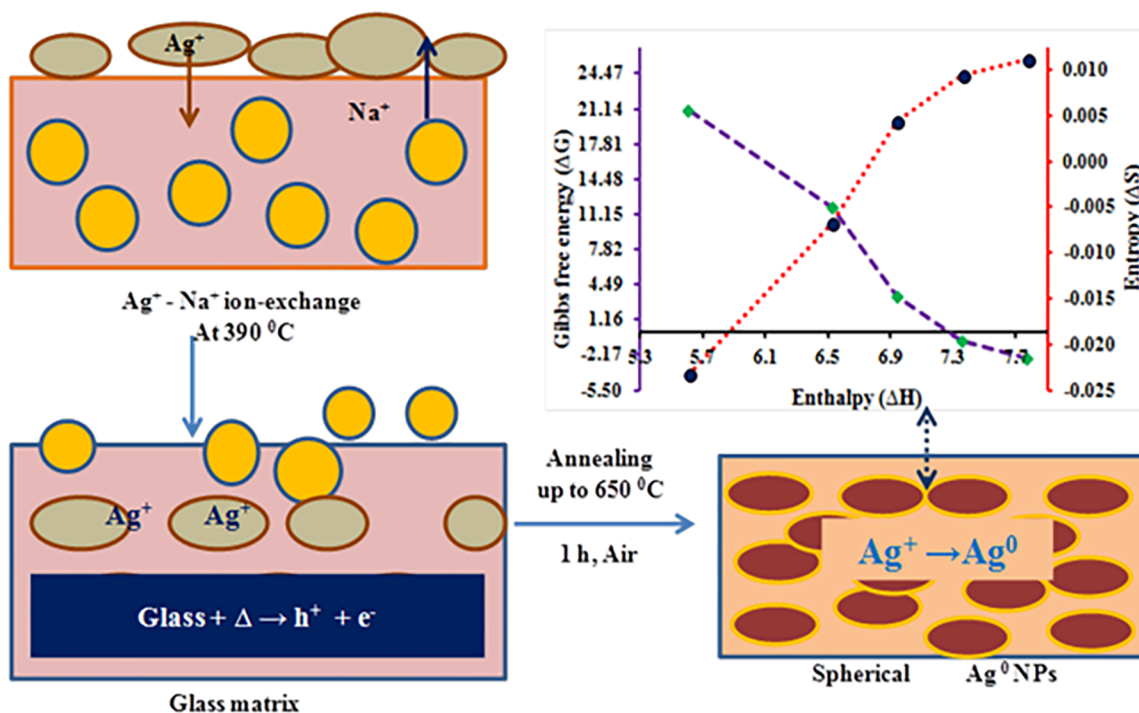 Ag⁺
Na⁺
Ag⁺ - Na⁺ ion-exchange
At 390 ⁰C
Ag⁺ Ag⁺
Glass + Δ → h⁺ + e⁻
Glass matrix
Annealing
up to 650 ⁰C
1 h, Air
Gibbs free energy (ΔG)
24.47
21.14
17.81
14.48
11.15
7.82
4.49
1.16
-2.17
-5.50
5.7 6.1 6.5 6.9 7.3
Enthalpy (ΔH)
0.010
0.005
0.000
-0.005
-0.010
-0.015
-0.020
-0.025
Entropy (ΔS)
Ag⁺ → Ag⁰
Spherical Ag⁰ NPs